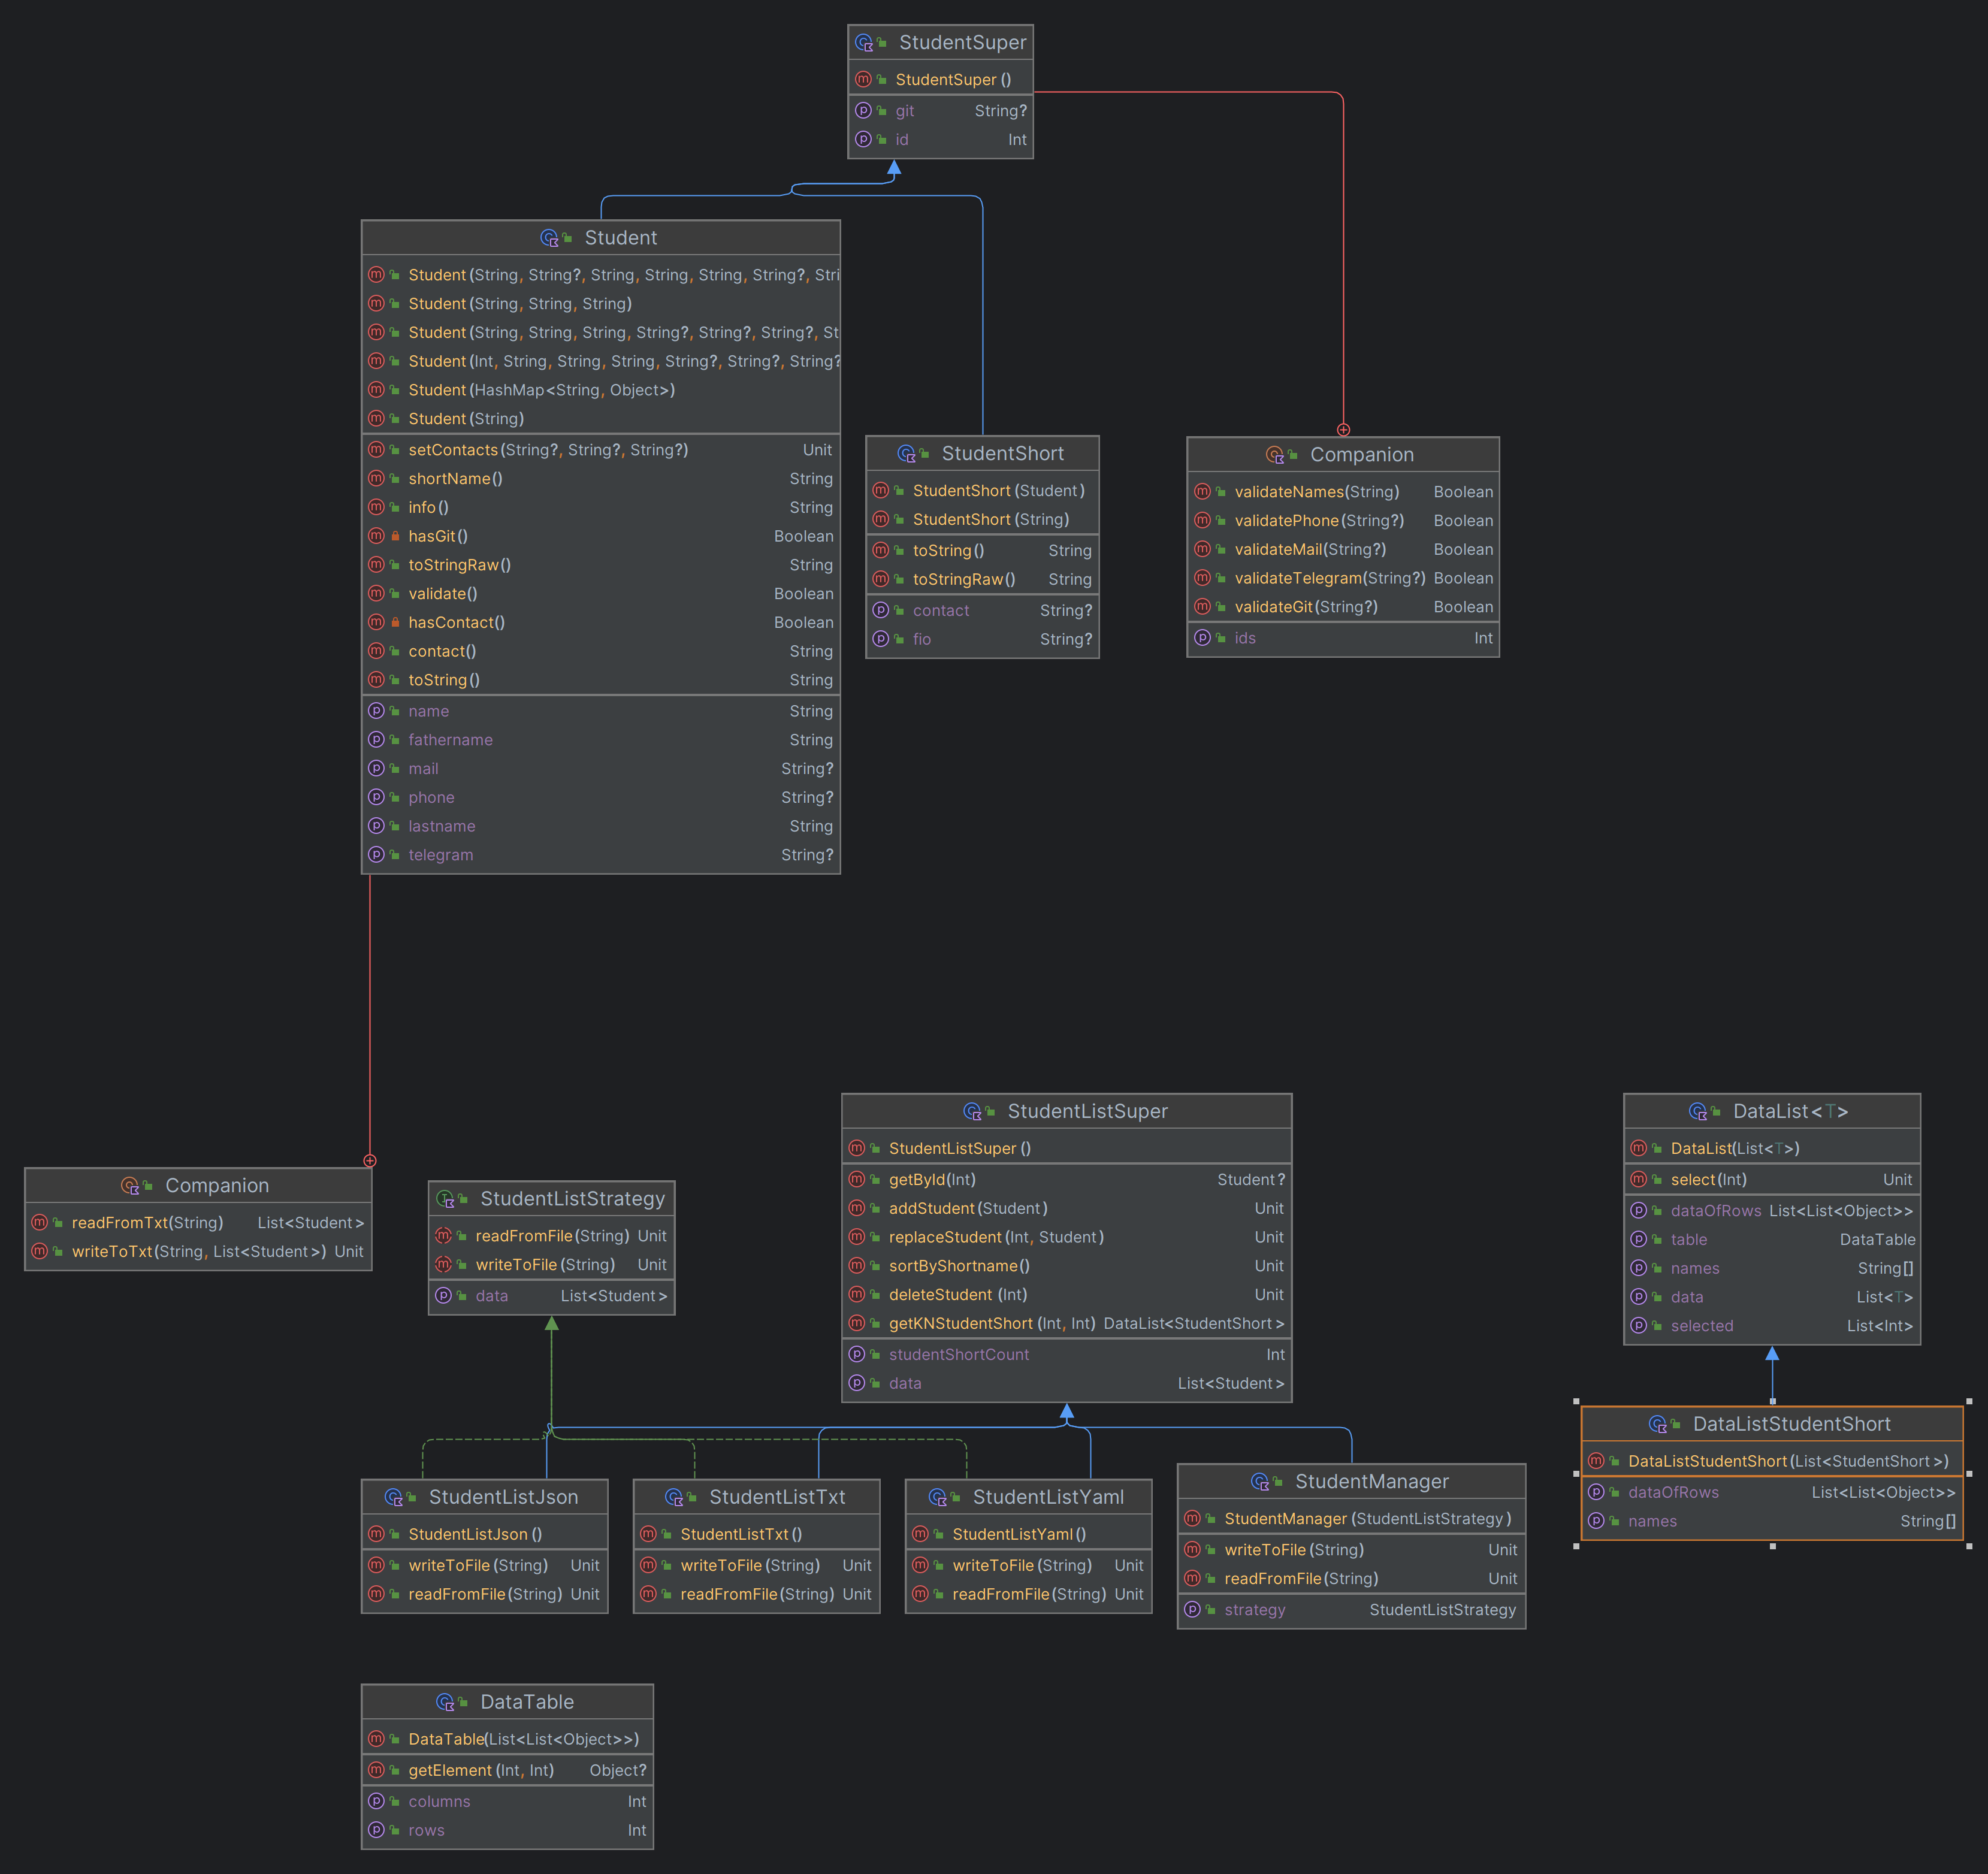 StudentSuper
StudentSuper()
git String?
id Int
Student
Student(String, String?, String, String, String, String?, Stri
Student(String, String, String)
Student(String, String, String, String?, String?, String?, St
Student(Int, String, String, String, String?, String?, String?
Student(HashMap<String, Object>)
Student(String)
setContacts(String?, String?, String?) Unit
shortName() String
info() String
hasGit() Boolean
toStringRaw() String
validate() Boolean
hasContact() Boolean
contact() String
toString() String
name String
fathername String
mail String?
phone String?
lastname String
telegram String?
StudentShort
StudentShort(Student)
StudentShort(String)
toString() String
toStringRaw() String
contact String?
fio String?
Companion
validateNames(String) Boolean
validatePhone(String?) Boolean
validateMail(String?) Boolean
validateTelegram(String?) Boolean
validateGit(String?) Boolean
ids Int
Companion
readFromTxt(String) List<Student>
writeToTxt(String, List<Student>) Unit
StudentListStrategy
readFromFile(String) Unit
writeToFile(String) Unit
data List<Student>
StudentListSuper
StudentListSuper()
getById(Int) Student?
addStudent(Student) Unit
replaceStudent(Int, Student) Unit
sortByShortname() Unit
deleteStudent(Int) Unit
getKNStudentShort(Int, Int) DataList<StudentShort>
studentShortCount Int
data List<Student>
DataList<T>
DataList(List<T>)
select(Int) Unit
dataOfRows List<List<Object>>
table DataTable
names String[]
data List<T>
selected List<Int>
DataListStudentShort
DataListStudentShort(List<StudentShort>)
dataOfRows List<List<Object>>
names String[]
StudentListJson
StudentListJson()
writeToFile(String) Unit
readFromFile(String) Unit
StudentListTxt
StudentListTxt()
writeToFile(String) Unit
readFromFile(String) Unit
StudentListYaml
StudentListYaml()
writeToFile(String) Unit
readFromFile(String) Unit
StudentManager
StudentManager(StudentListStrategy)
writeToFile(String) Unit
readFromFile(String) Unit
strategy StudentListStrategy
DataTable
DataTable(List<List<Object>>)
getElement(Int, Int) Object?
columns Int
rows Int